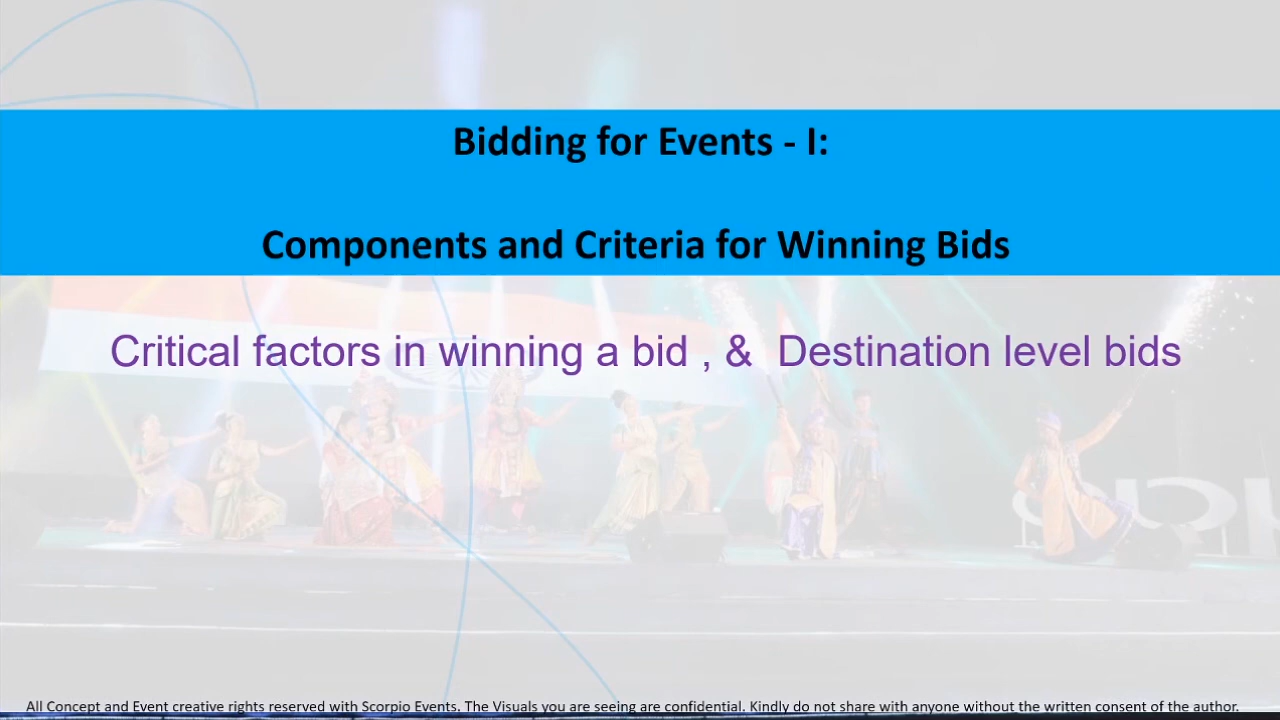 Bidding for Events - I:
Components and Criteria for Winning Bids
Critical factors in winning a bid , & Destination level bids
All Concept and Event creative rights reserved with Scorpio Events. The Visuals you are seeing are confidential. Kindly do not share with anyone without the written consent of the author.